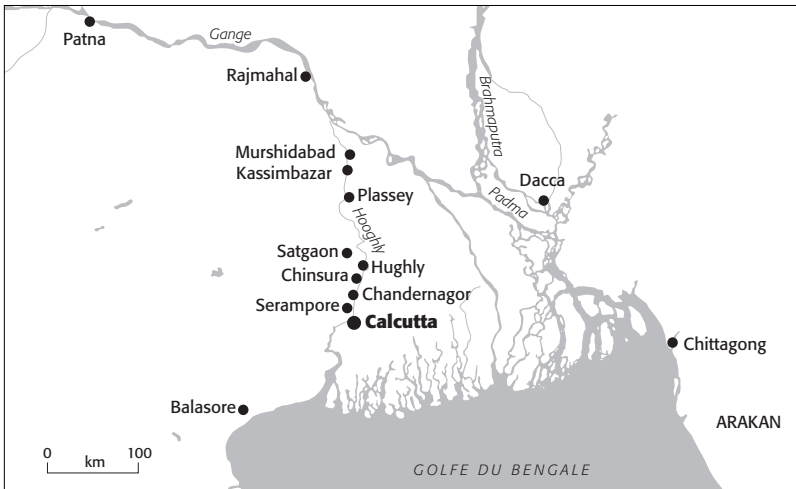 Patna
Gange
Rajmahal
Brahmaputra
Murshidabad
Kassimbazar
Dacca
Plassey
Padma
Hooghly
Satgaon
Hughly
Chinsura
Chandernagor
Serampore
Calcutta
Chittagong
Balasore
ARAKAN
0 100
km
GOLFE DU BENGALE